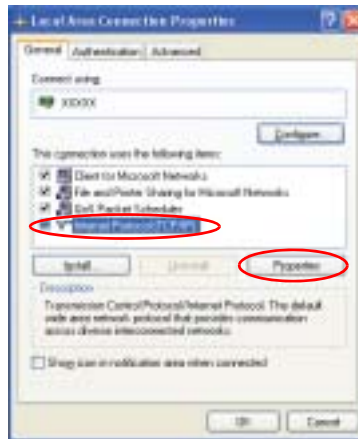 Local Area Connection Properties
General Authentication Advanced
Connect using:
XXXXX
Configure...
This connection uses the following items:
Client for Microsoft Networks
File and Printer Sharing for Microsoft Networks
QoS Packet Scheduler
Internet Protocol (TCP/IP)
Install... Uninstall Properties
Description
Transmission Control Protocol/Internet Protocol. The default
wide area network protocol that provides communication
across diverse interconnected networks.
Show icon in notification area when connected
OK Cancel